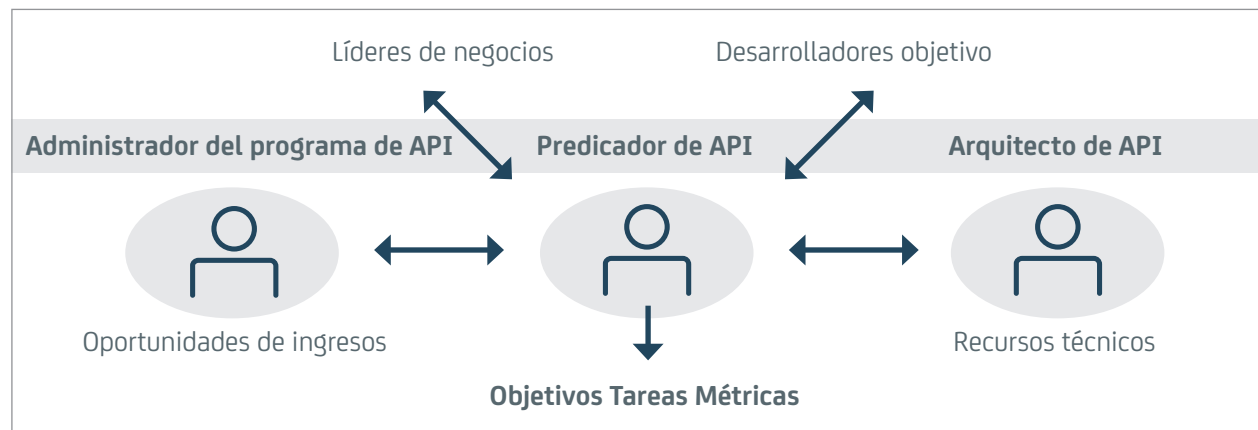 Líderes de negocios
Desarrolladores objetivo
Administrador del programa de API
Predicador de API
Arquitecto de API
Oportunidades de ingresos
Recursos técnicos
Objetivos Tareas Métricas